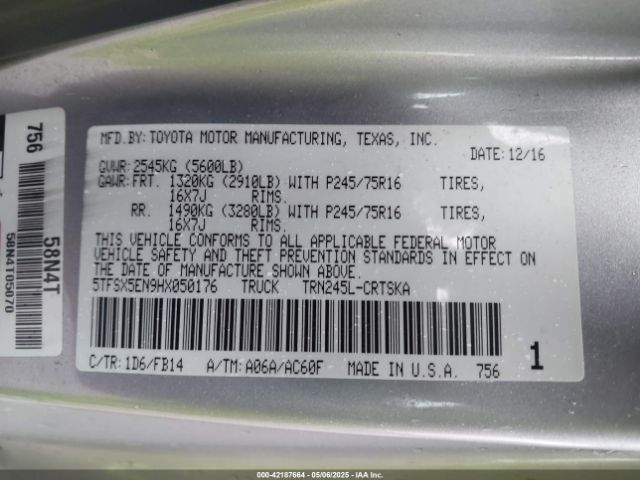 MFD.BY: TOYOTA MOTOR MANUFACTURING, TEXAS, INC.
DATE: 12/16
GVWR: 2545KG (5600LB)
GAWR: FRT. 1320KG (2910LB) WITH P245/75R16 TIRES,
16X7J RIMS.
RR. 1490KG (3280LB) WITH P245/75R16 TIRES,
16X7J RIMS.
THIS VEHICLE CONFORMS TO ALL APPLICABLE FEDERAL MOTOR
VEHICLE SAFETY AND THEFT PREVENTION STANDARDS IN EFFECT
ON THE DATE OF MANUFACTURE SHOWN ABOVE.
5TFSX5EN9HX050176 TRUCK TRN245L-CRTSKA
C/TR: 1D6/FB14 A/TM: A06A/AC60F MADE IN U.S.A. 756
1
756
58N4T
58N4T05070
000-42187664 - 05/06/2025 - IAA Inc.